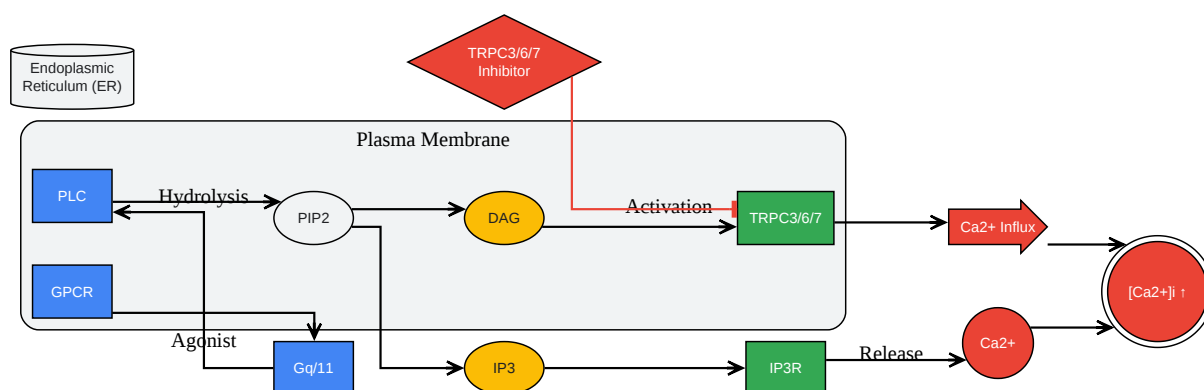 TRPC3/6/7
Inhibitor
Endoplasmic
Reticulum (ER)
Plasma Membrane
PLC
Hydrolysis
PIP2
DAG
Activation
TRPC3/6/7
Ca2+ Influx
GPCR
[Ca2+]i ↑
Agonist
Gq/11
IP3
IP3R
Release
Ca2+